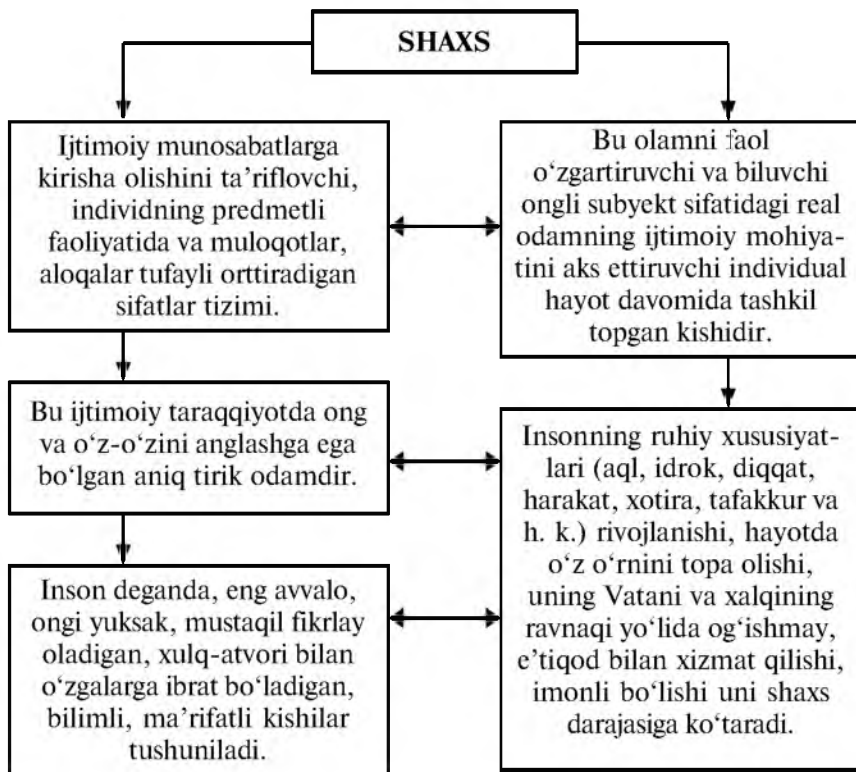 SHAXS
Ijtimoiy munosabatlarga
kirisha olishini ta’riflovchi,
individning predmetli
faoliyatida va muloqotlar,
aloqalar tufayli orttiradigan
sifatlar tizimi.
Bu olamni faol
o‘zgartiruvchi va biluvchi
ongli subyekt sifatidagi real
odamning ijtimoiy mohiya-
tini aks ettiruvchi individual
hayot davomida tashkil
topgan kishidir.
Bu ijtimoiy taraqqiyotda ong
va o‘z-o‘zini anglashga ega
bo‘lgan aniq tirik odamdir.
Insonning ruhiy xususiyat-
lari (aql, idrok, diqqat,
harakat, xotira, tafakkur va
h. k.) rivojlanishi, hayotda
o‘z o‘rnini topa olishi,
uning Vatani va xalqining
ravnaqi yo‘lida og‘ishmay,
e’tiqod bilan xizmat qilishi,
imonli bo‘lishi uni shaxs
darajasiga ko‘taradi.
Inson deganda, eng avvalo,
ongi yuksak, mustaqil fikrlay
oladigan, xulq-atvori bilan
o‘zgalarga ibrat bo‘ladigan,
bilimli, ma’rifatli kishilar
tushuniladi.